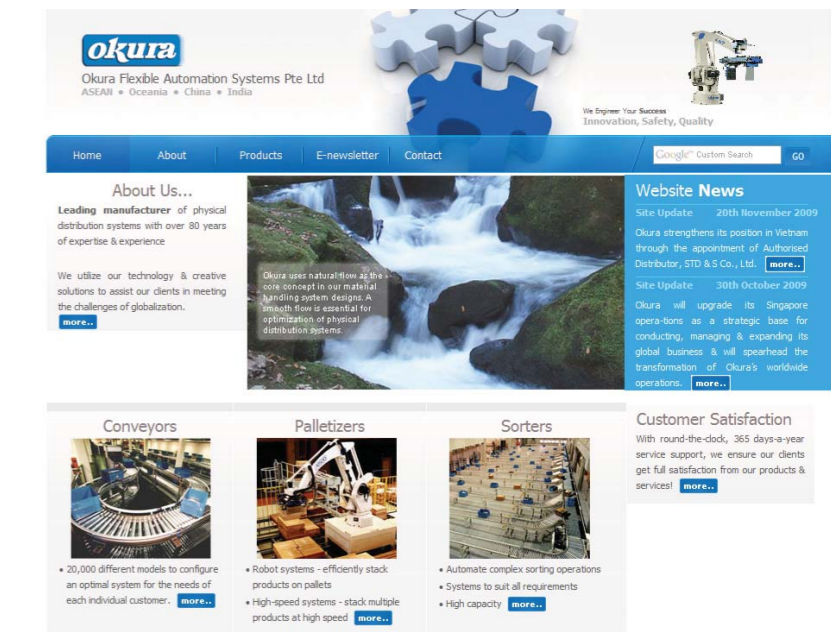 okura
Okura Flexible Automation Systems Pte Ltd
ASEAN • Oceania • China • India
We Engineer Your Success
Innovation, Safety, Quality
Home
About
Products
E-newsletter
Contact
Google™ Custom Search
GO
About Us...
Leading manufacturer of physical
distribution systems with over 80 years
of expertise & experience
We utilize our technology & creative
solutions to assist our clients in meeting
the challenges of globalization.
more..
Okura uses natural flow as the
core concept in our material
handling system designs. A
smooth flow is essential for
optimization of physical
distribution systems.
Website News
Site Update 20th November 2009
Okura strengthens its position in Vietnam
through the appointment of Authorised
Distributor, STD & S Co., Ltd. more..
Site Update 30th October 2009
Okura will upgrade its Singapore
opera-tions as a strategic base for
conducting, managing & expanding its
global business & will spearhead the
transformation of Okura's worldwide
operations. more..
Conveyors
• 20,000 different models to configure
an optimal system for the needs of
each individual customer. more..
Palletizers
• Robot systems - efficiently stack
products on pallets
• High-speed systems - stack multiple
products at high speed more..
Sorters
• Automate complex sorting operations
• Systems to suit all requirements
• High capacity more..
Customer Satisfaction
With round-the-clock, 365 days-a-year
service support, we ensure our clients
get full satisfaction from our products &
services! more..